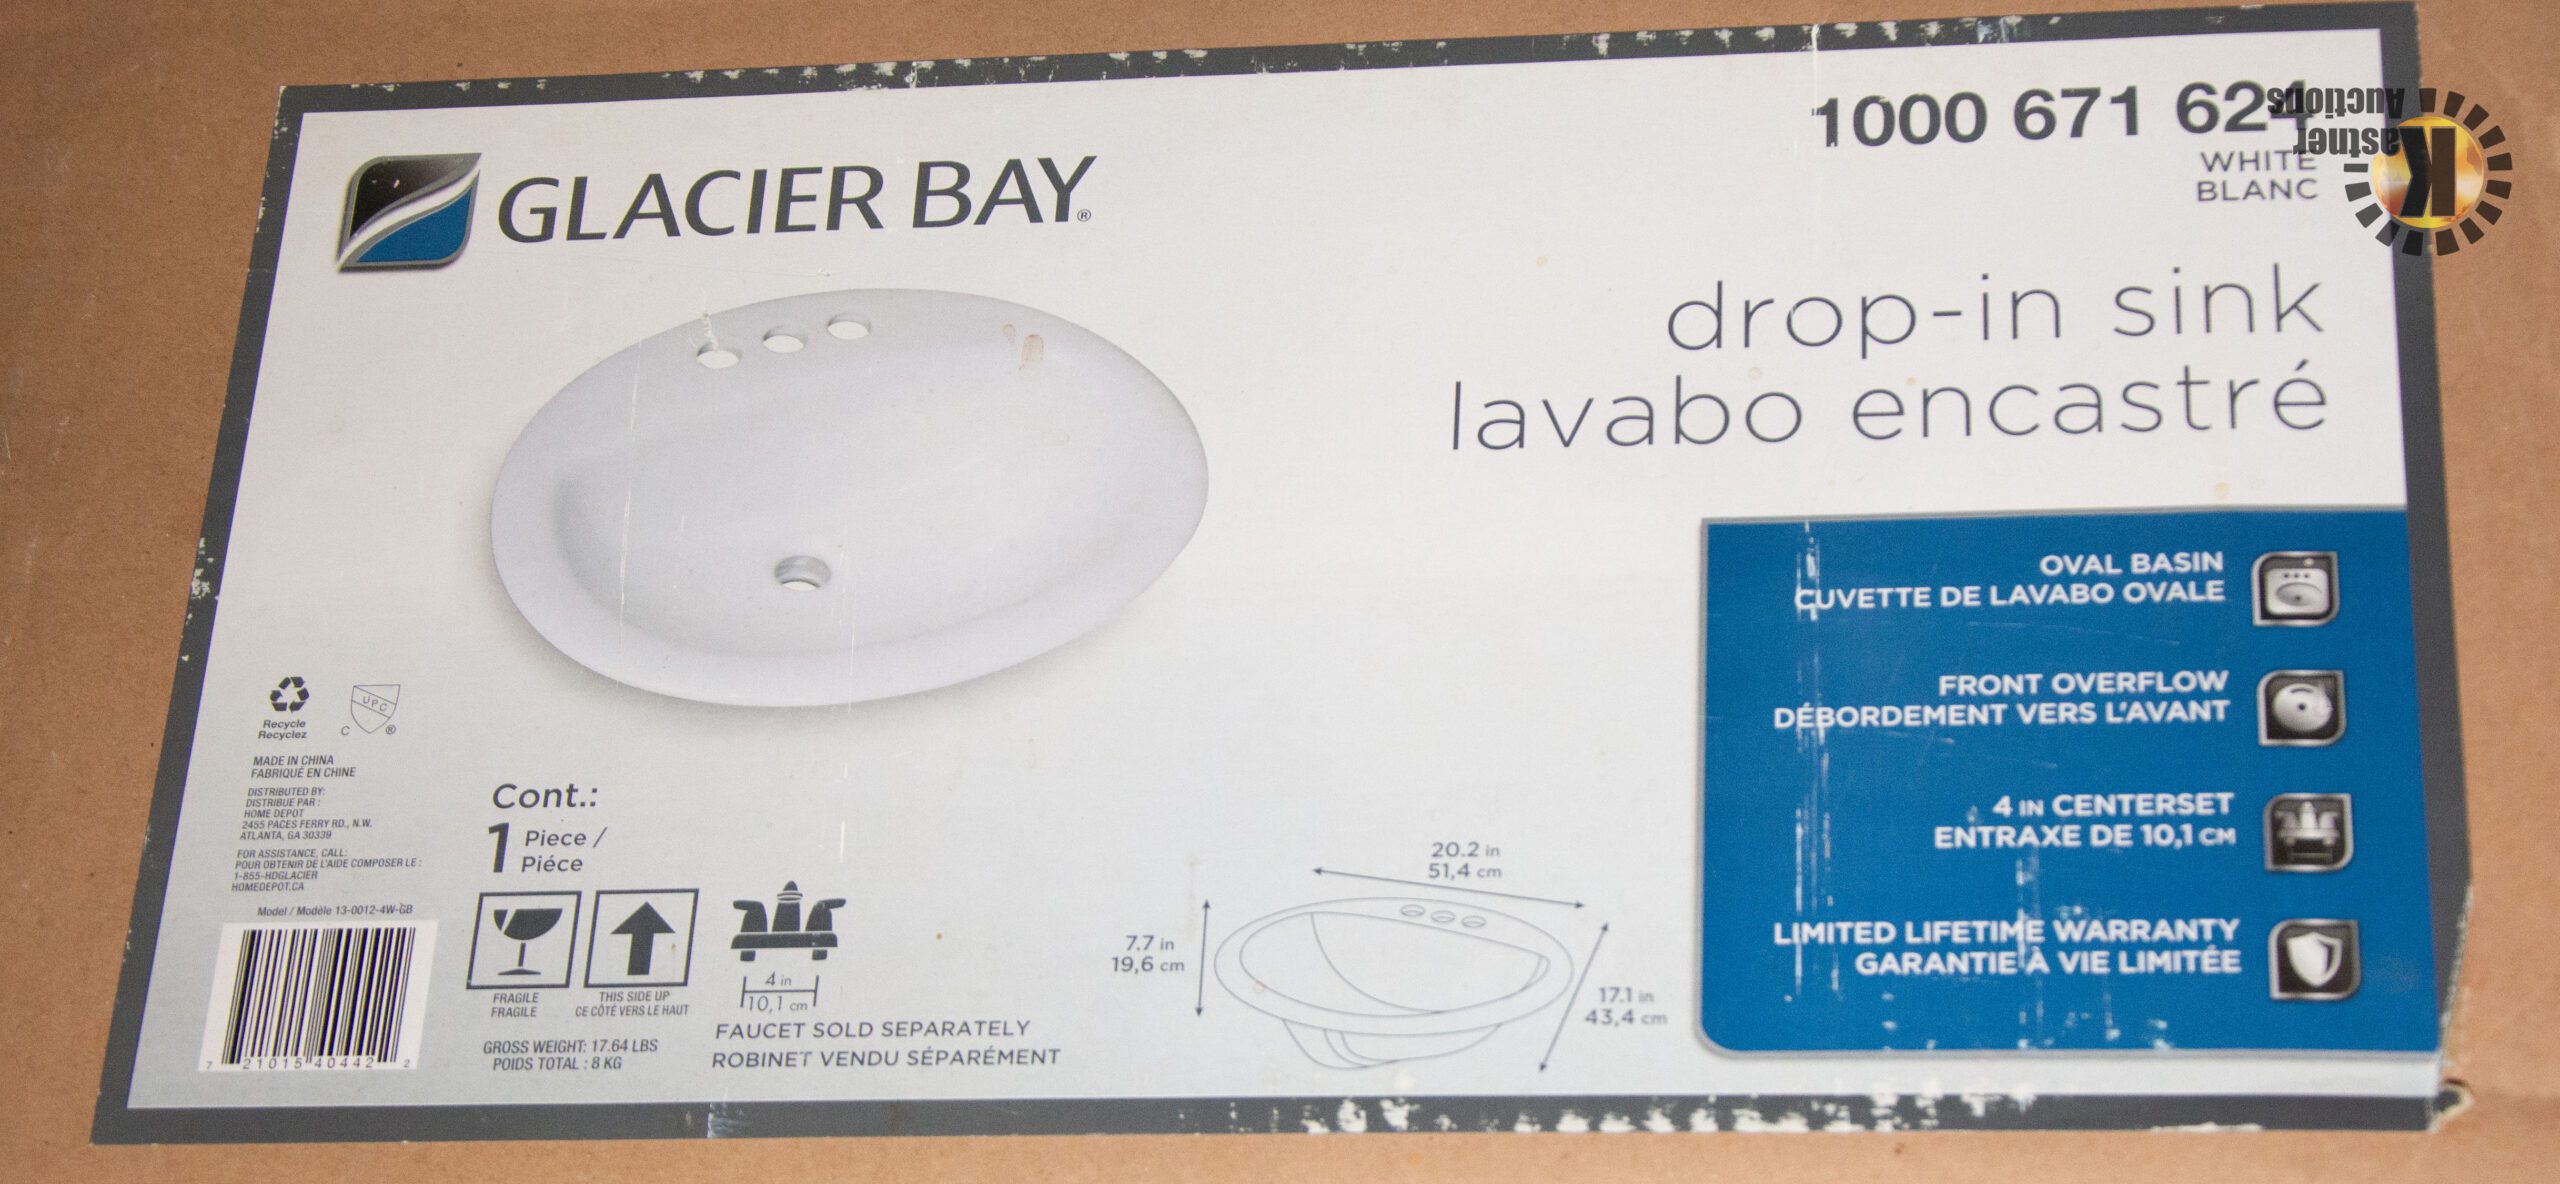 GLACIER BAY®
1000 671 624
WHITE
BLANC
Kastner
Auctions
K
drop-in sink
lavabo encastré
OVAL BASIN
CUVETTE DE LAVABO OVALE
FRONT OVERFLOW
DÉBORDEMENT VERS L'AVANT
4 IN CENTERSET
ENTRAXE DE 10,1 CM
LIMITED LIFETIME WARRANTY
GARANTIE À VIE LIMITÉE
Recycle
Recyclez
UPC
C ®
MADE IN CHINA
FABRIQUÉ EN CHINE
DISTRIBUTED BY:
DISTRIBUE PAR :
HOME DEPOT
2455 PACES FERRY RD., N.W.
ATLANTA, GA 30339
FOR ASSISTANCE, CALL:
POUR OBTENIR DE L'AIDE COMPOSER LE :
1-855-HDGLACIER
HOMEDEPOT.CA
Model / Modèle 13-0012-4W-GB
7 21015 40442 2
Cont.:
1 Piece /
Piéce
FRAGILE
FRAGILE
THIS SIDE UP
CE CÔTÉ VERS LE HAUT
GROSS WEIGHT: 17.64 LBS
POIDS TOTAL : 8 KG
4 in
10,1 cm
FAUCET SOLD SEPARATELY
ROBINET VENDU SÉPARÉMENT
20.2 in
51,4 cm
7.7 in
19,6 cm
17.1 in
43,4 cm